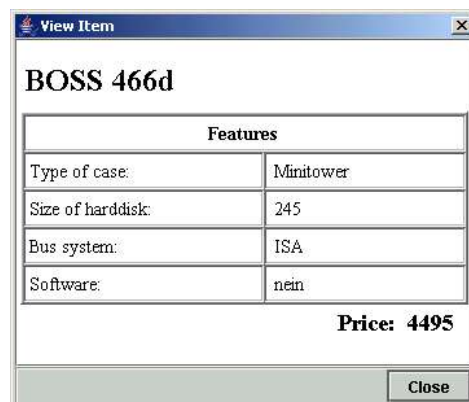 View Item
BOSS 466d
Features
Type of case: Minitower
Size of harddisk: 245
Bus system: ISA
Software: nein
Price: 4495
Close